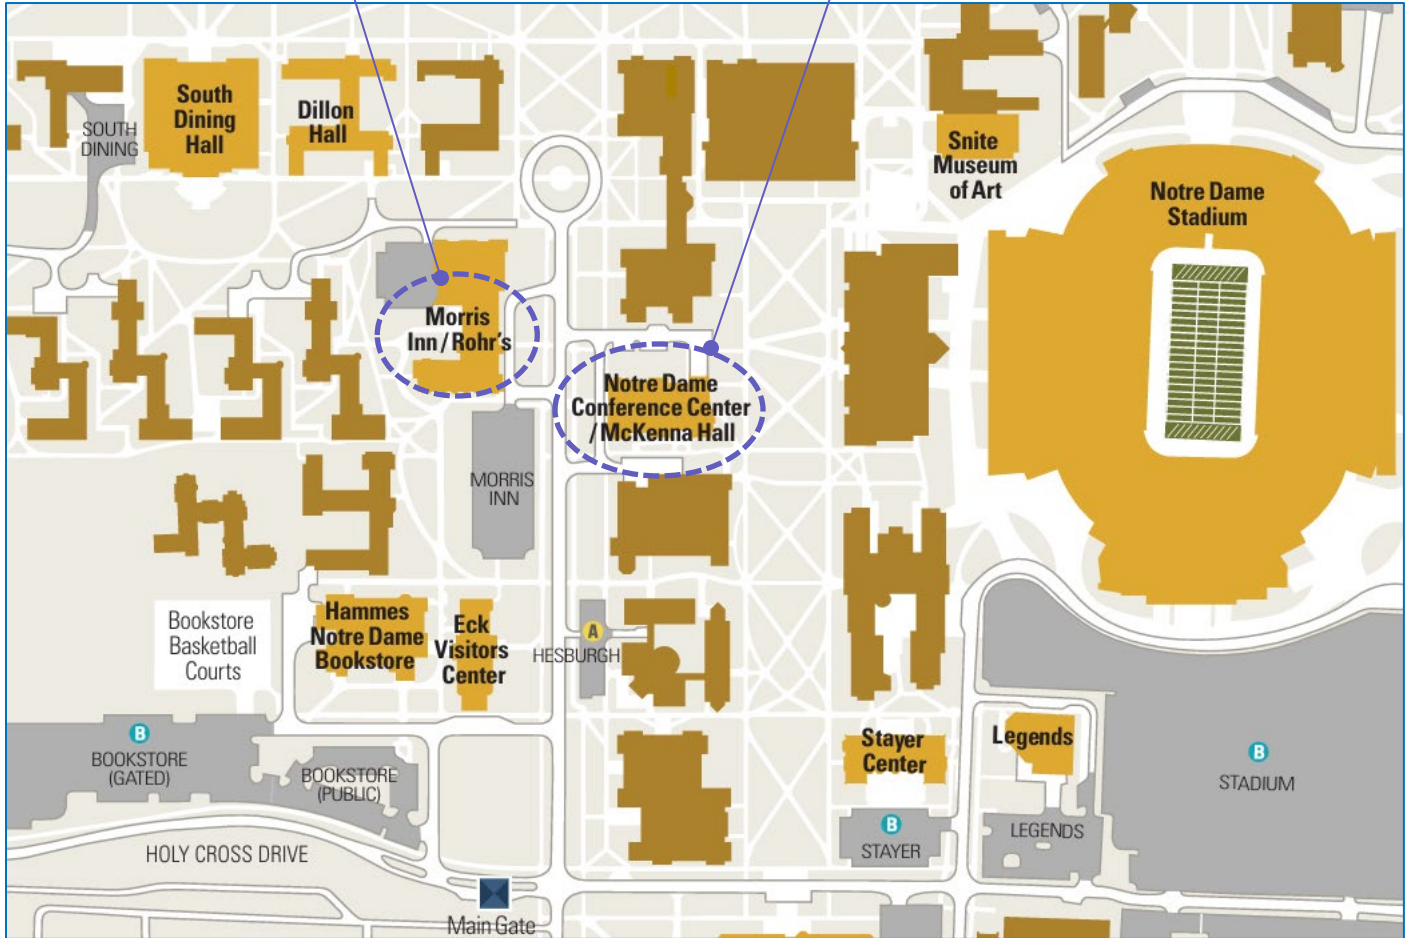 South
Dining
Hall
Dillon
Hall
SOUTH
DINING
Snite
Museum
of Art
Notre Dame
Stadium
Morris
Inn / Rohr's
Notre Dame
Conference Center
/ McKenna Hall
MORRIS
INN
Bookstore
Basketball
Courts
Hammes
Notre Dame
Bookstore
Eck
Visitors
Center
A
HESBURGH
B
BOOKSTORE
(GATED)
BOOKSTORE
(PUBLIC)
Stayer
Center
Legends
B
STADIUM
B
STAYER
LEGENDS
HOLY CROSS DRIVE
Main Gate